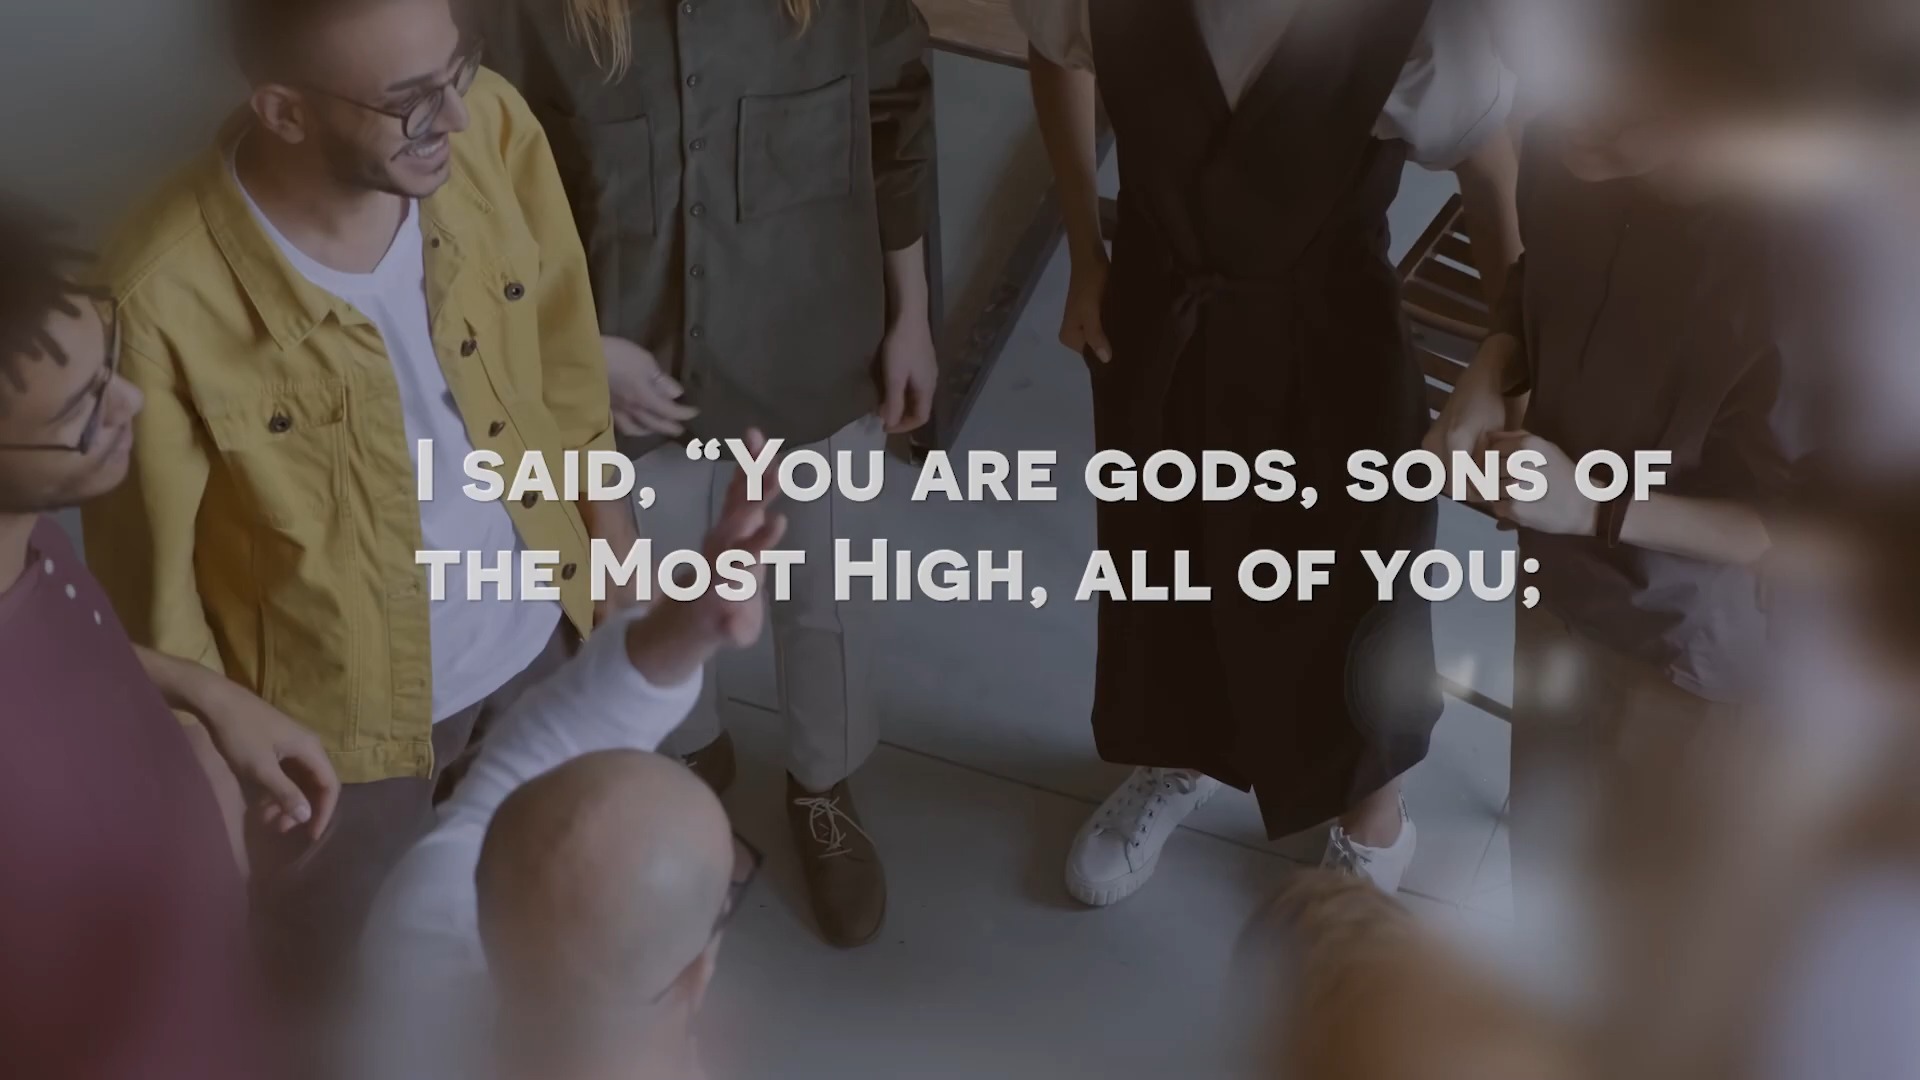 I said, “You are gods, sons of
the Most High, all of you;